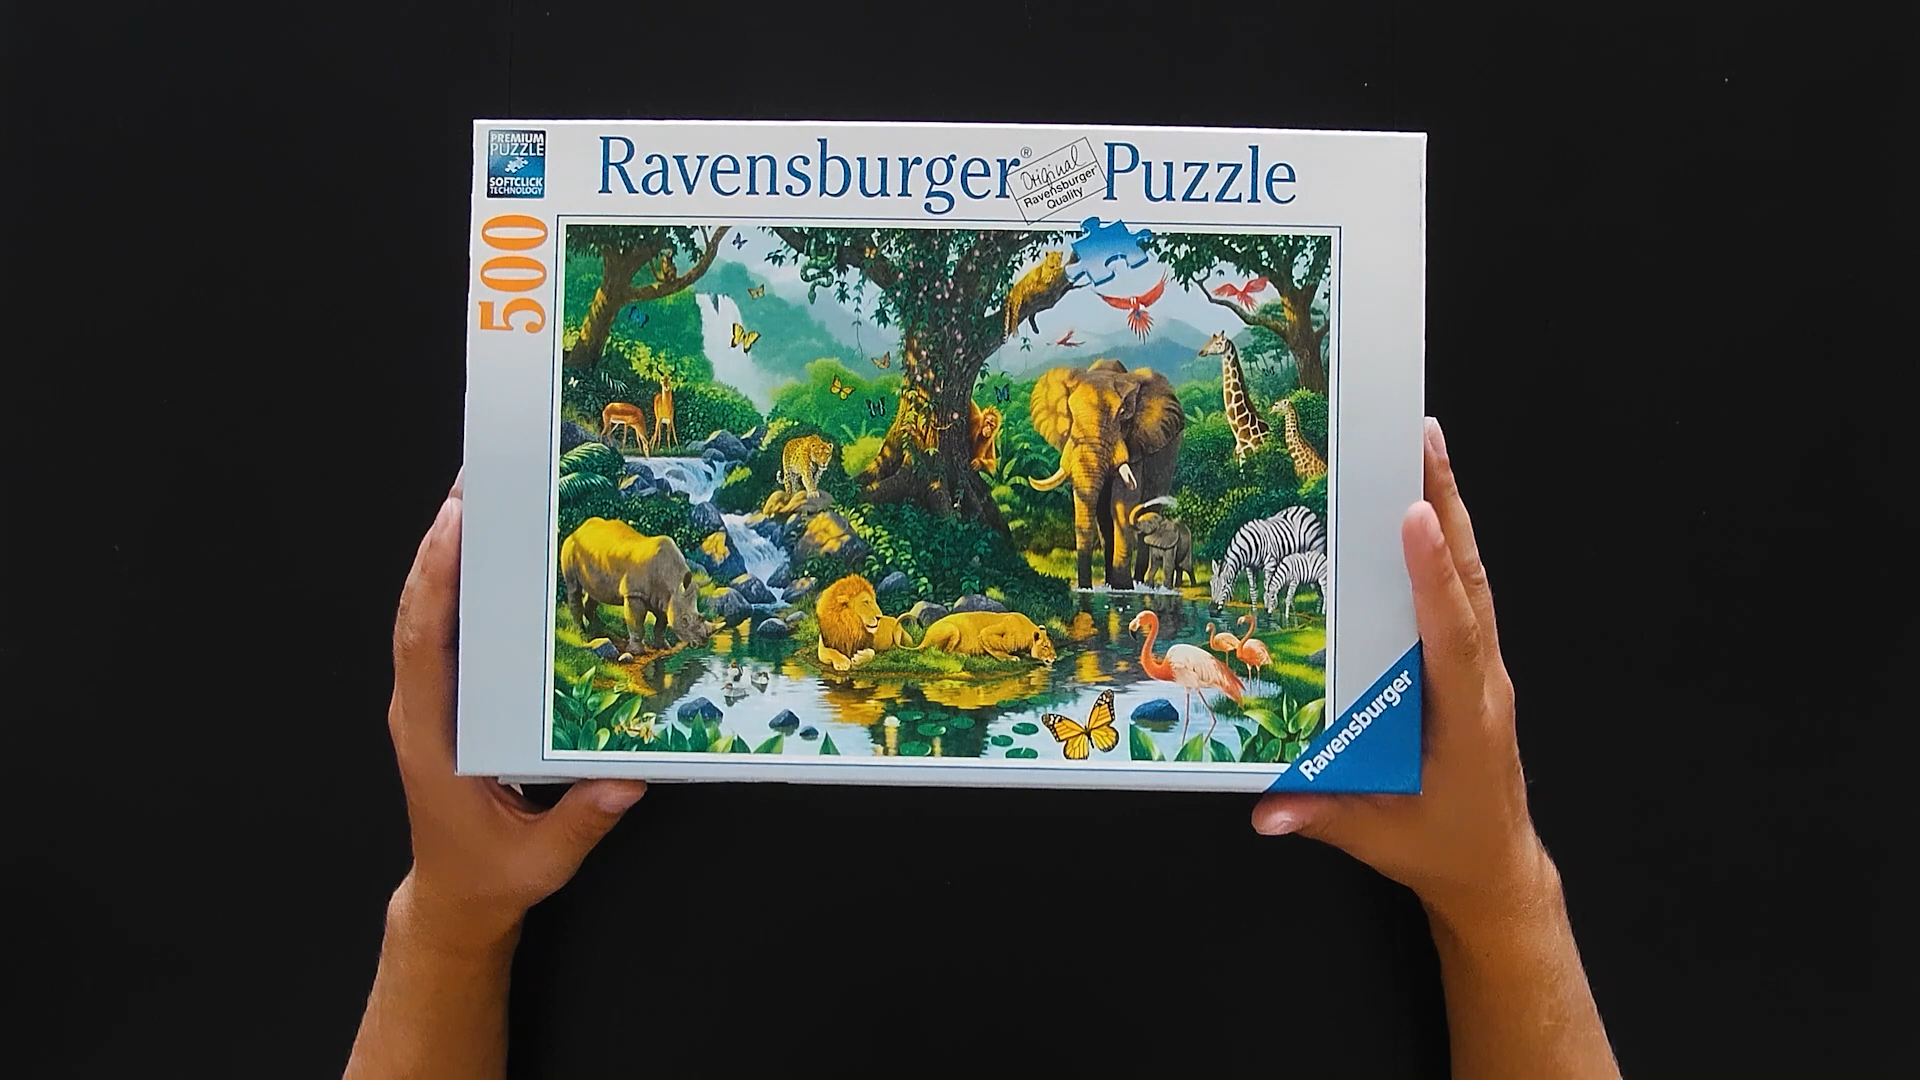 PREMIUM
PUZZLE
SOFTCLICK
TECHNOLOGY
Ravensburger® Puzzle
Original
Ravensburger®
Quality
500
Ravensburger